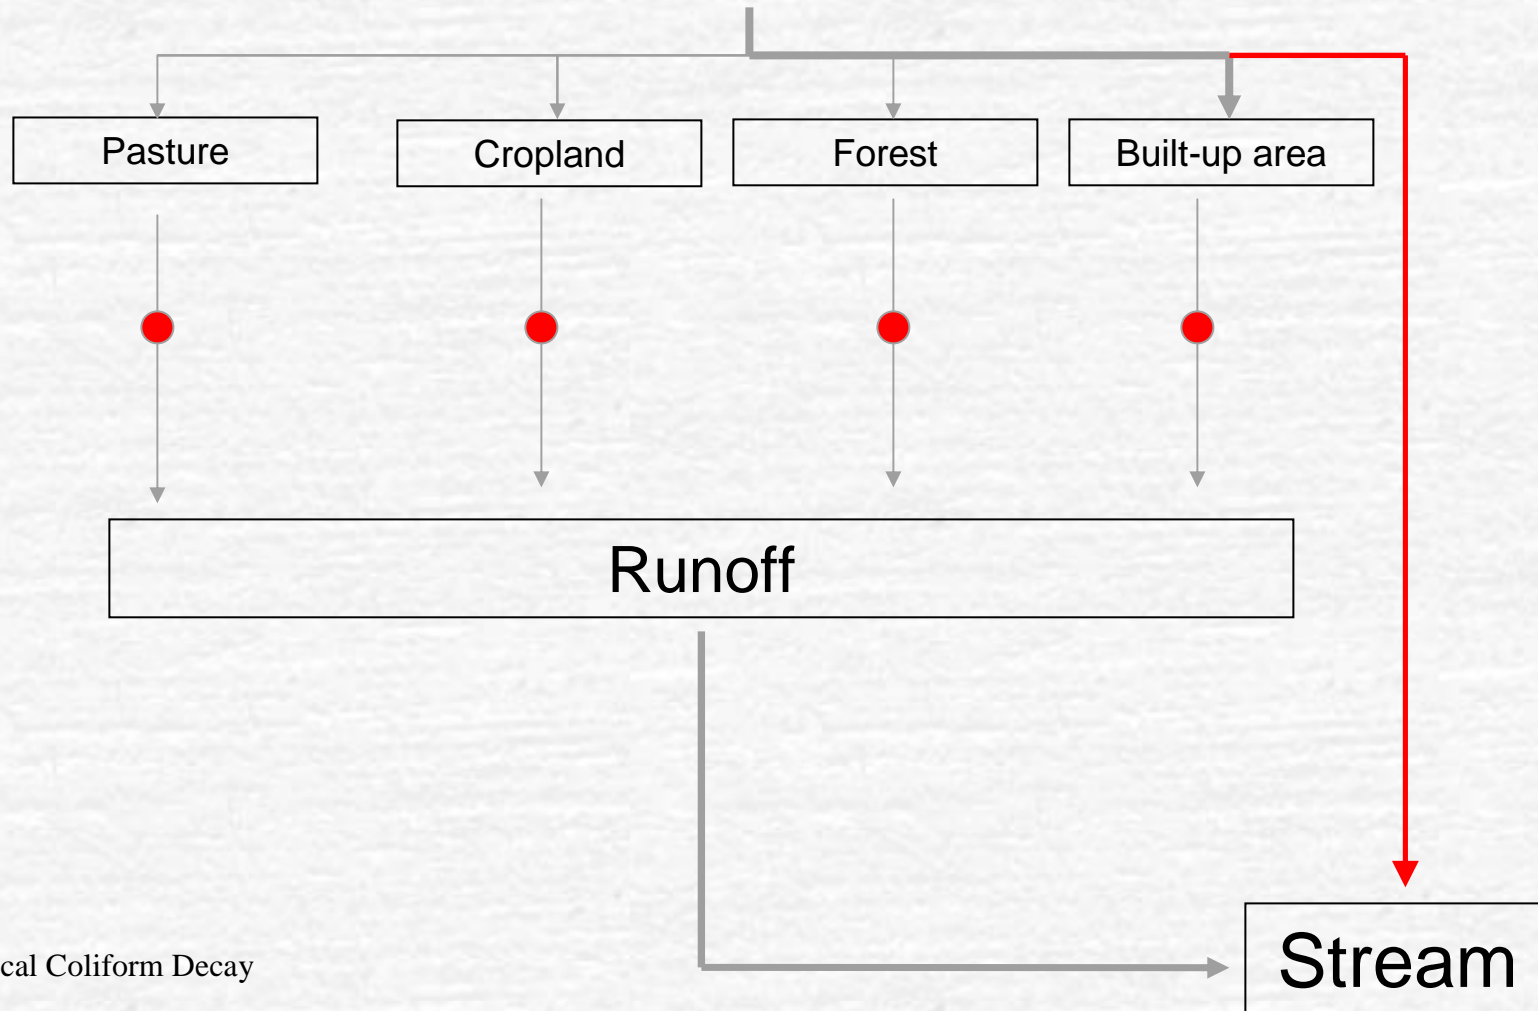 Pasture
Cropland
Forest
Built-up area
Runoff
Stream
cal Coliform Decay